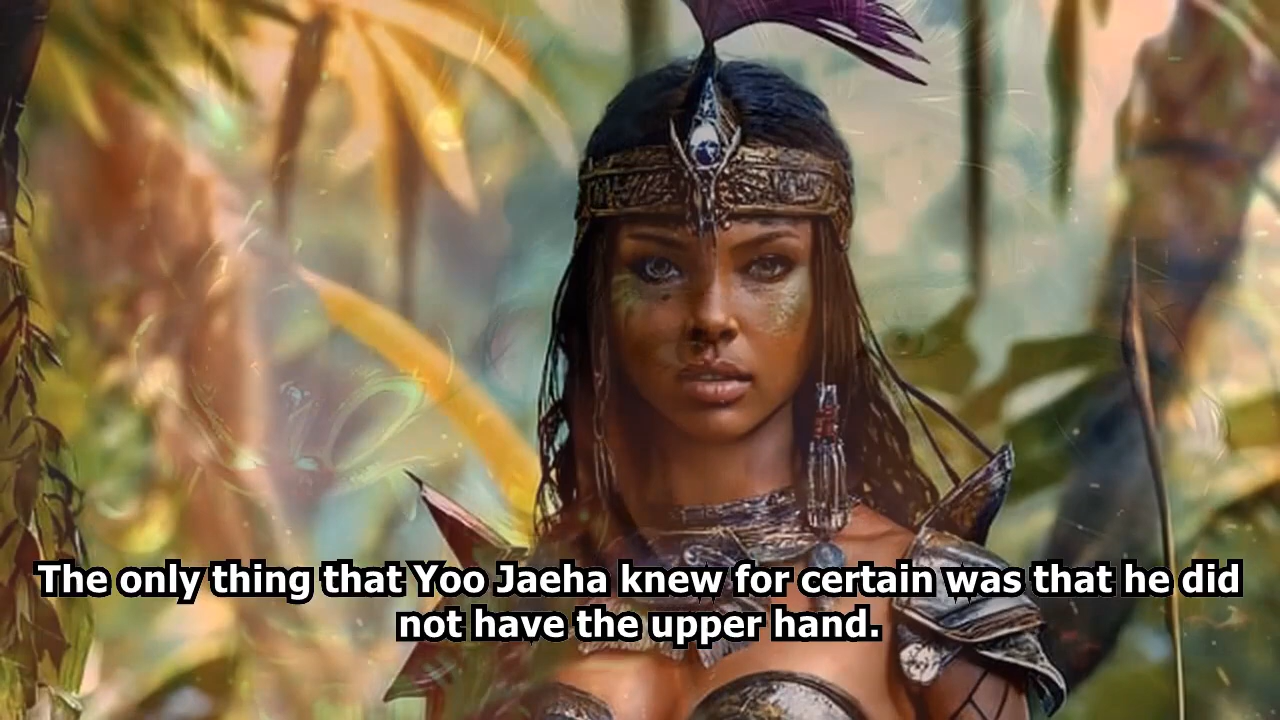 The only thing that Yoo Jaeha knew for certain was that he did
not have the upper hand.